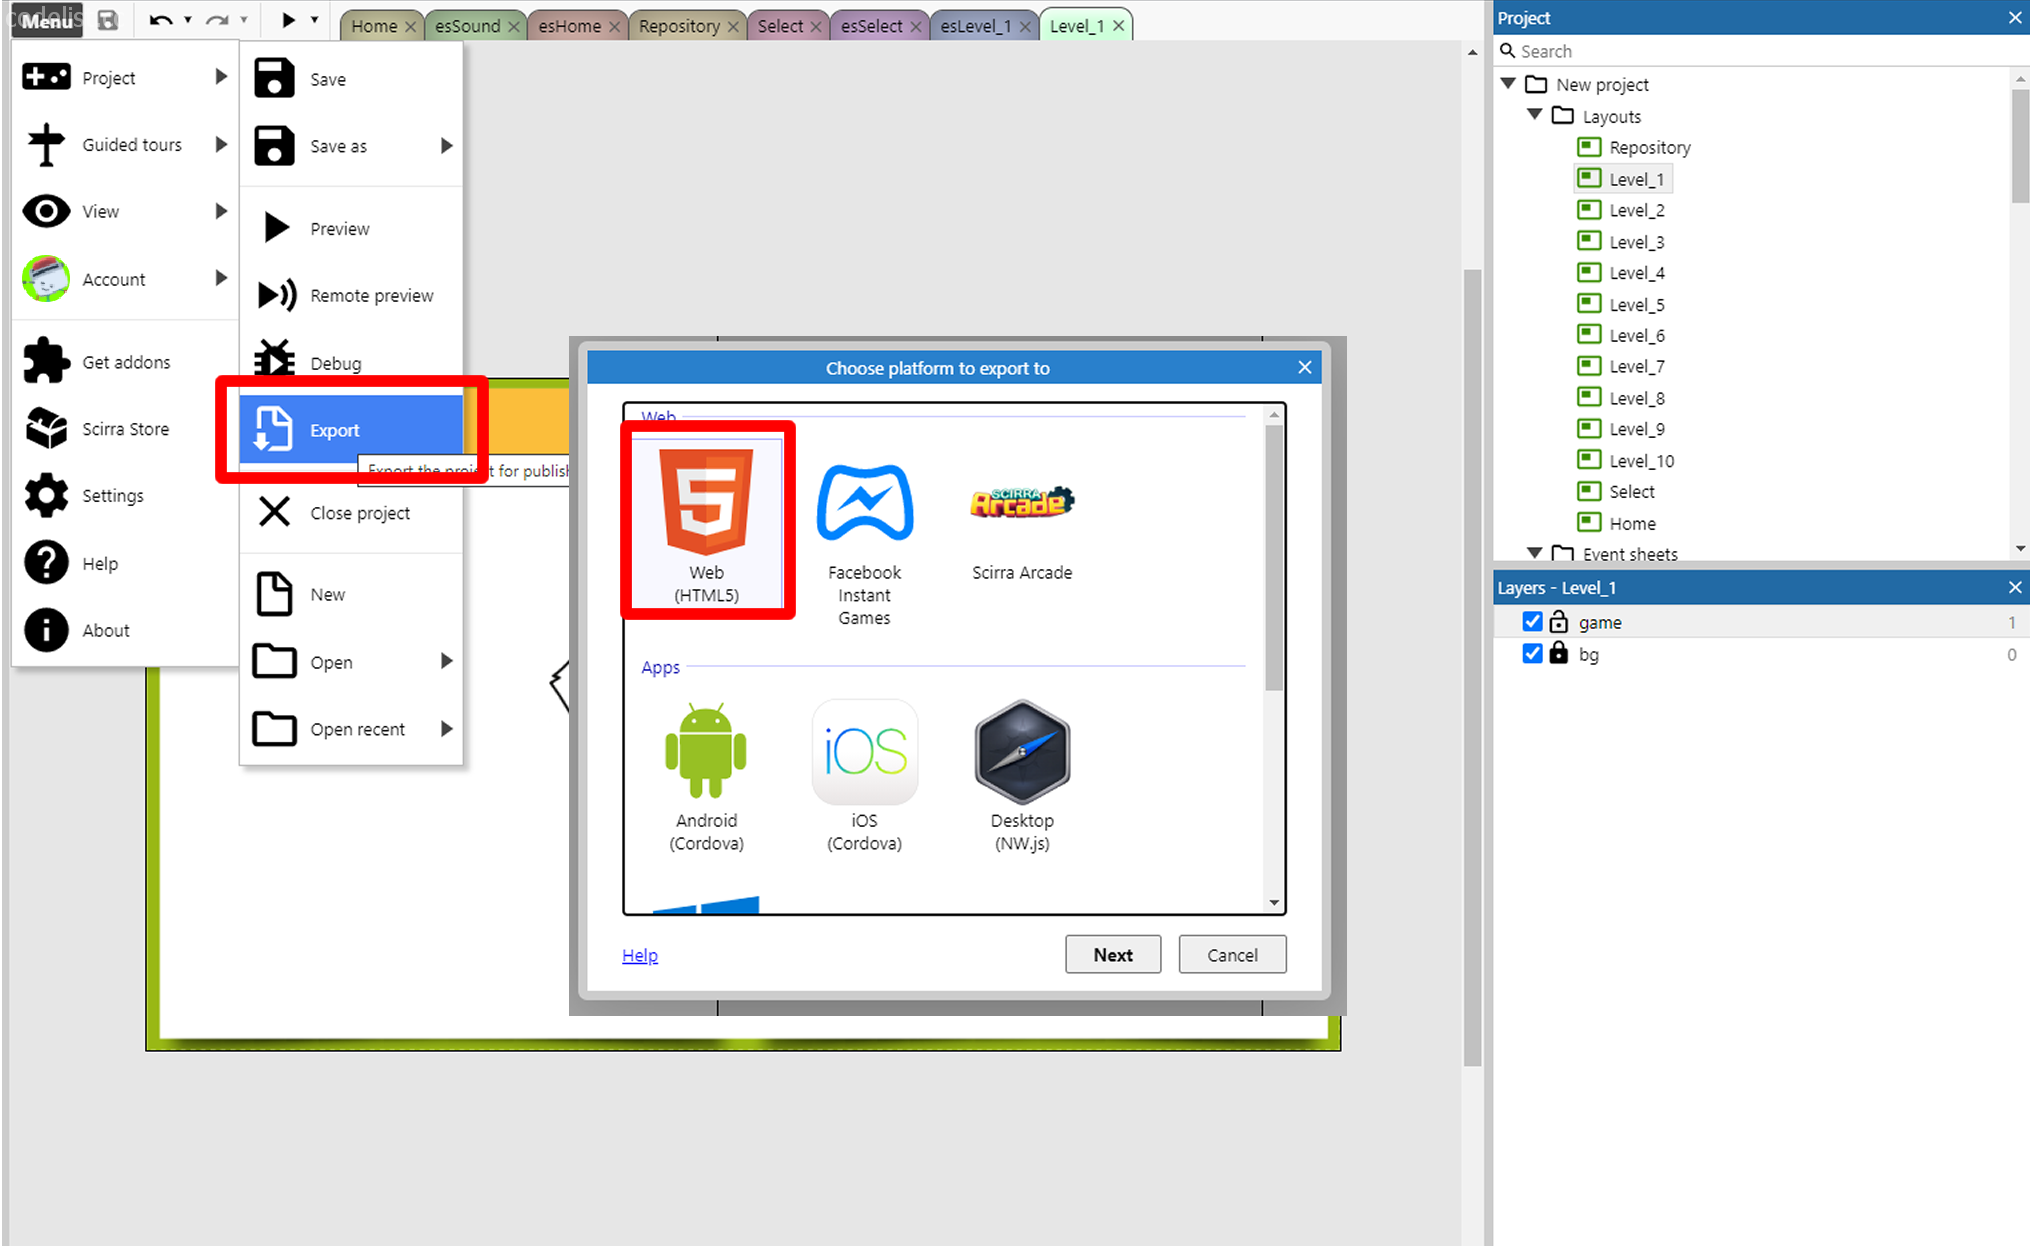 Menu
Home
esSound
esHome
Repository
Select
esSelect
esLevel_1
Level_1
Project
Guided tours
View
Account
Get addons
Scirra Store
Settings
Help
About
Save
Save as
Preview
Remote preview
Debug
Export
Export the project for publish
Close project
New
Open
Open recent
Choose platform to export to
Web
Web
(HTML5)
Facebook
Instant
Games
SCIRRA
Arcade
Scirra Arcade
Apps
Android
(Cordova)
iOS
iOS
(Cordova)
Desktop
(NW.js)
Help
Next
Cancel
Project
Search
New project
Layouts
Repository
Level_1
Level_2
Level_3
Level_4
Level_5
Level_6
Level_7
Level_8
Level_9
Level_10
Select
Home
Event sheets
Layers - Level_1
game 1
bg 0